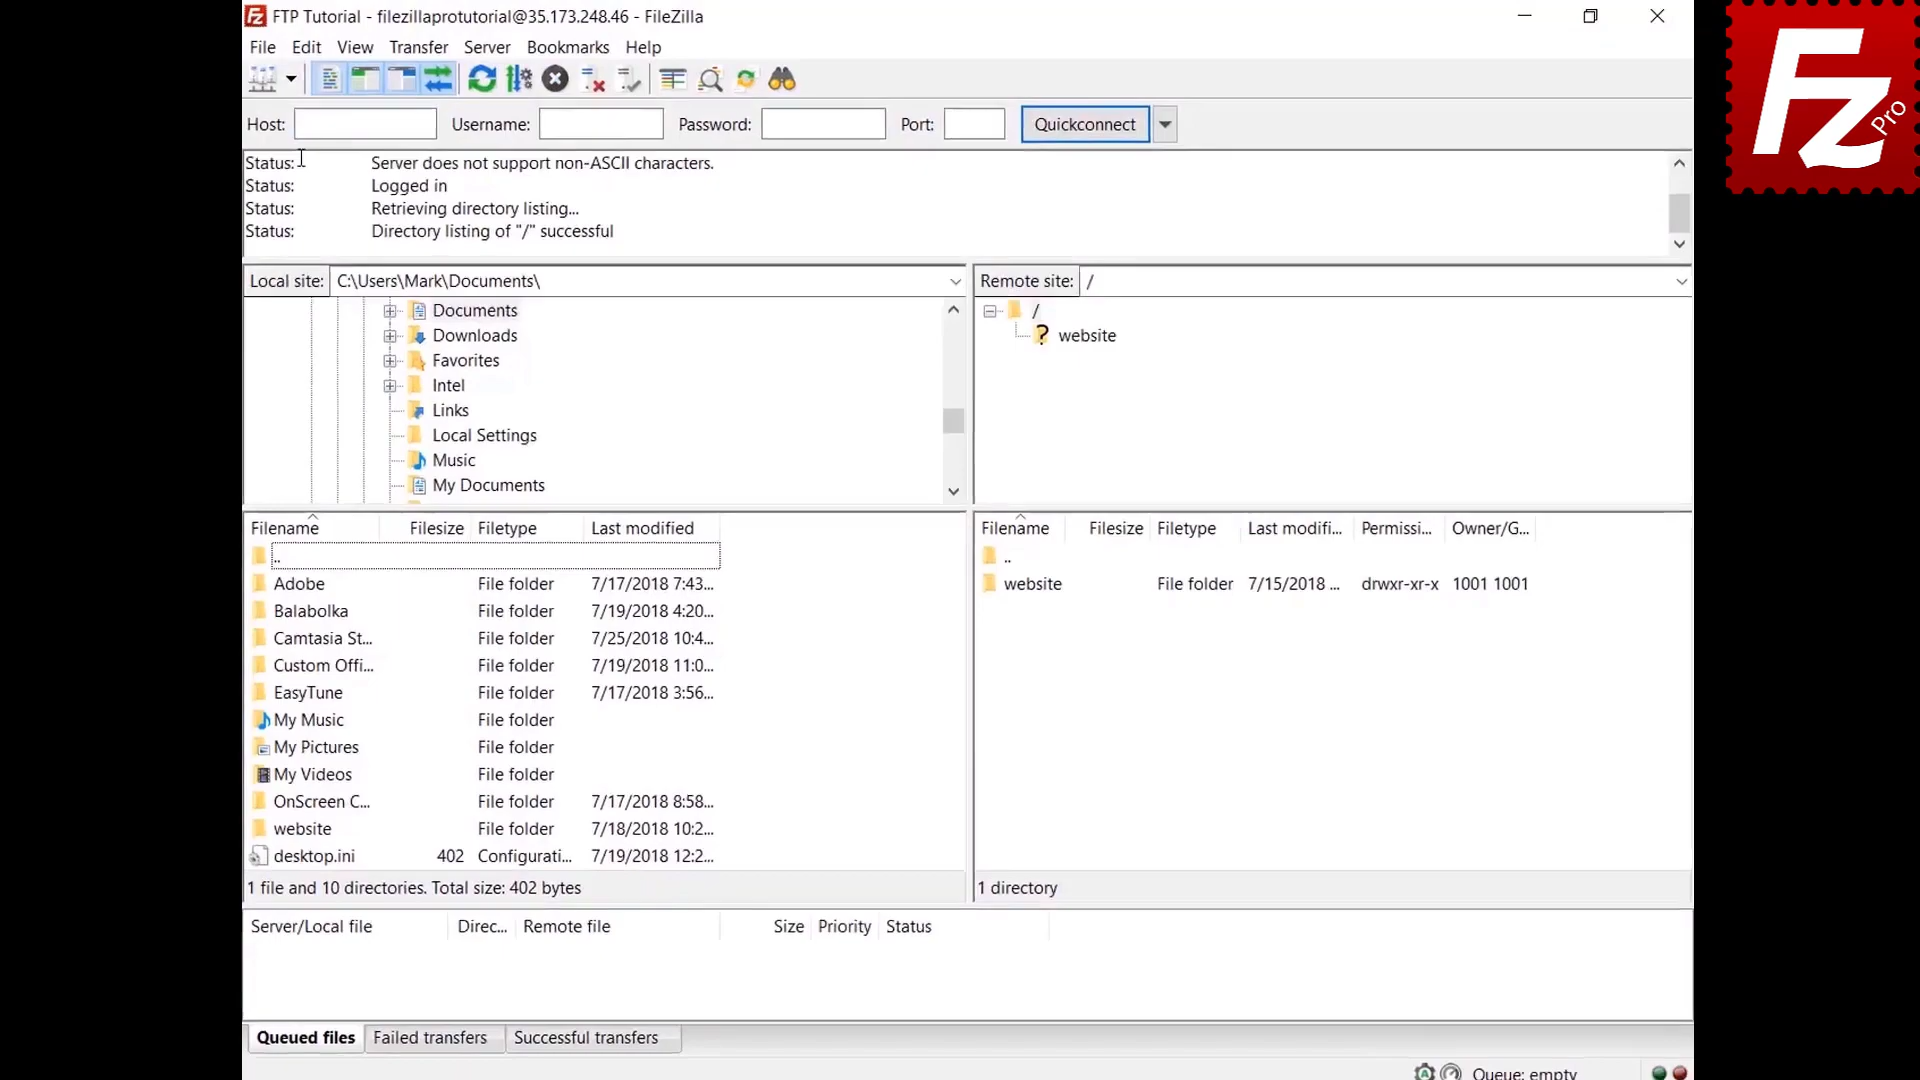 FTP Tutorial - filezillaprotutorial@35.173.248.46 - FileZilla
File Edit View Transfer Server Bookmarks Help
Host: Username: Password: Port: Quickconnect
Status: Server does not support non-ASCII characters.
Status: Logged in
Status: Retrieving directory listing...
Status: Directory listing of "/" successful
Local site: C:\Users\Mark\Documents\
Documents
Downloads
Favorites
Intel
Links
Local Settings
Music
My Documents
Remote site: /
/
? website
Filename Filesize Filetype Last modified
..
Adobe File folder 7/17/2018 7:43...
Balabolka File folder 7/19/2018 4:20...
Camtasia St... File folder 7/25/2018 10:4...
Custom Offi... File folder 7/19/2018 11:0...
EasyTune File folder 7/17/2018 3:56...
My Music File folder
My Pictures File folder
My Videos File folder
OnScreen C... File folder 7/17/2018 8:58...
website File folder 7/18/2018 10:2...
desktop.ini 402 Configurati... 7/19/2018 12:2...
1 file and 10 directories. Total size: 402 bytes
Filename Filesize Filetype Last modifi... Permissi... Owner/G...
..
website File folder 7/15/2018 ... drwxr-xr-x 1001 1001
1 directory
Server/Local file Direc... Remote file Size Priority Status
Queued files Failed transfers Successful transfers
Queue: empty
Fz Pro